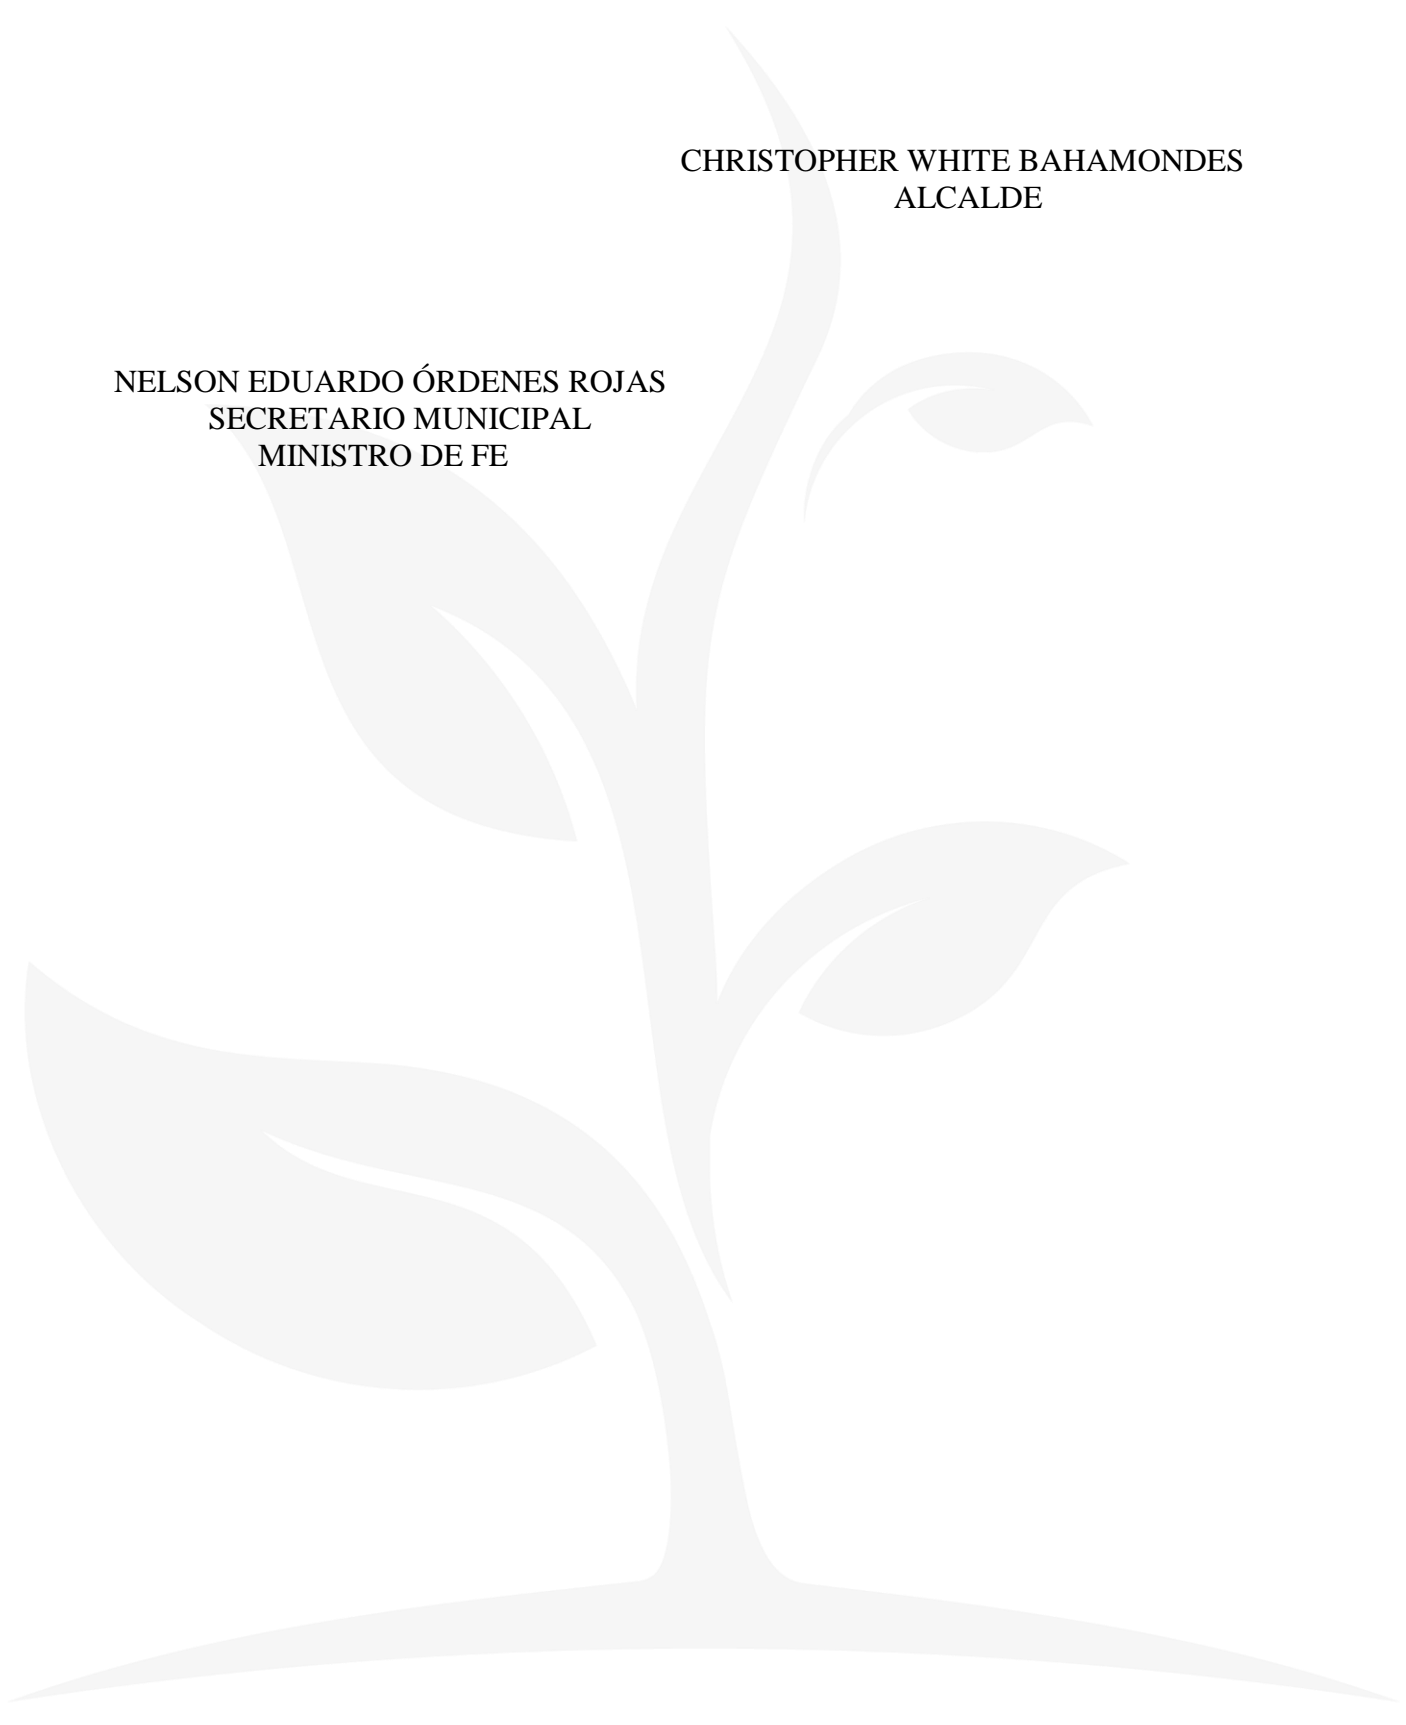 CHRISTOPHER WHITE BAHAMONDES
ALCALDE
NELSON EDUARDO ÓRDENES ROJAS
SECRETARIO MUNICIPAL
MINISTRO DE FE